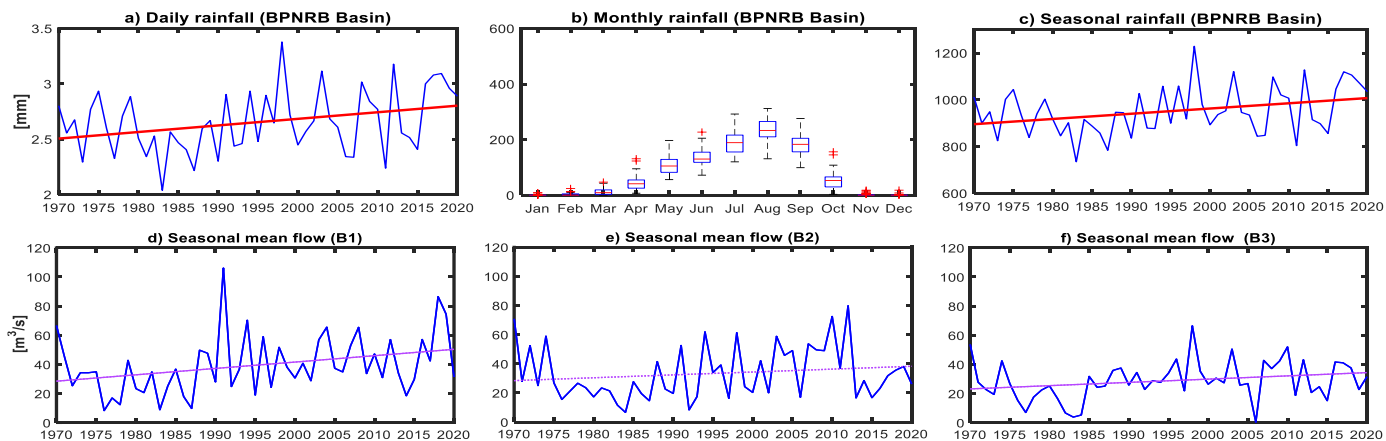 a) Daily rainfall (BPNRB Basin)
3.5
3
2.5
2
[mm]
1970 1975 1980 1985 1990 1995 2000 2005 2010 2015 2020
b) Monthly rainfall (BPNRB Basin)
600
400
200
0
Jan Feb Mar Apr May Jun Jul Aug Sep Oct Nov Dec
c) Seasonal rainfall (BPNRB Basin)
1200
1000
800
600
1970 1975 1980 1985 1990 1995 2000 2005 2010 2015 2020
d) Seasonal mean flow (B1)
120
100
80
60
40
20
0
[m³/s]
1970 1975 1980 1985 1990 1995 2000 2005 2010 2015 2020
e) Seasonal mean flow (B2)
120
100
80
60
40
20
0
1970 1975 1980 1985 1990 1995 2000 2005 2010 2015 2020
f) Seasonal mean flow (B3)
120
100
80
60
40
20
0
1970 1975 1980 1985 1990 1995 2000 2005 2010 2015 2020